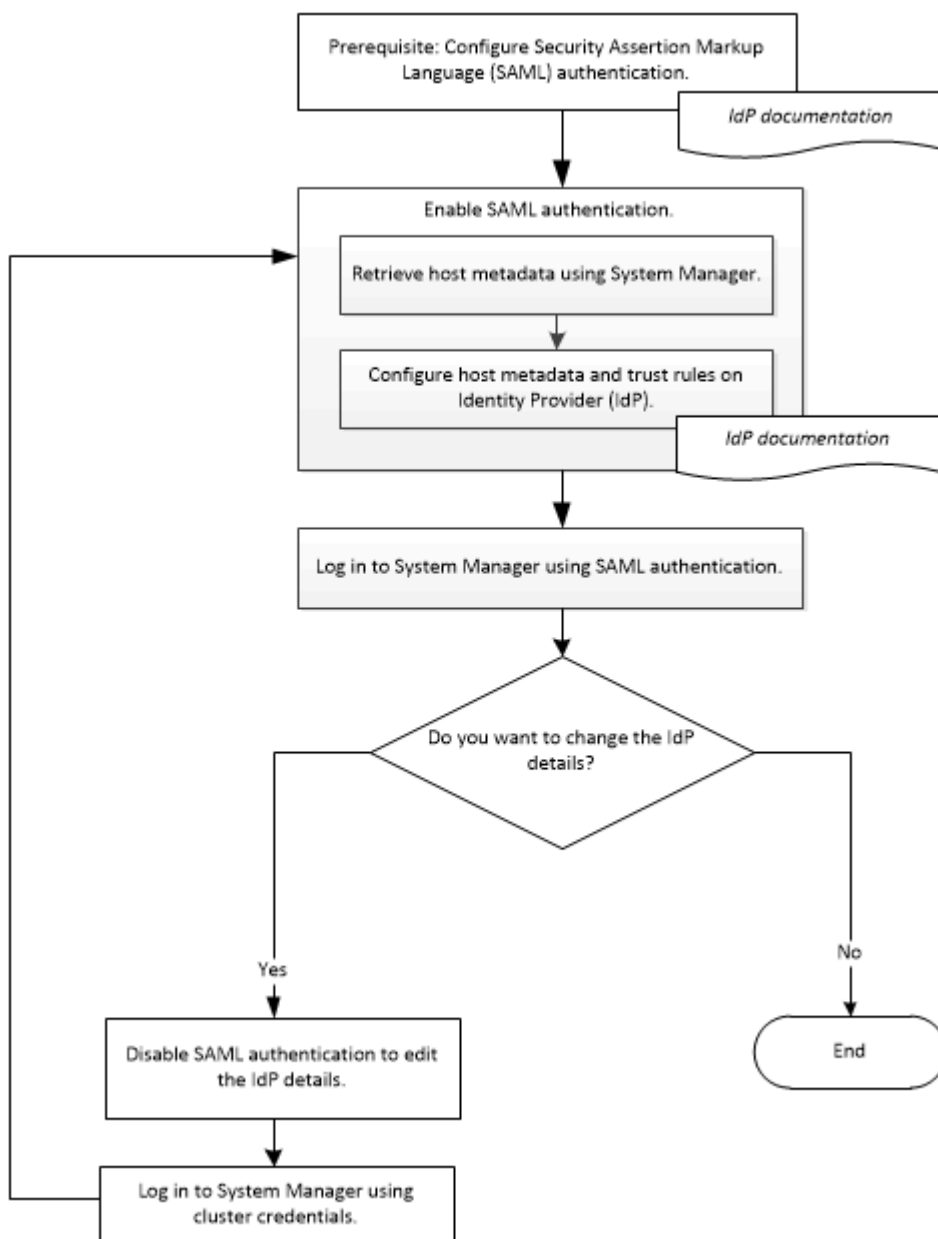 Prerequisite: Configure Security Assertion Markup
Language (SAML) authentication.
IdP documentation
Enable SAML authentication.
Retrieve host metadata using System Manager.
Configure host metadata and trust rules on
Identity Provider (IdP).
IdP documentation
Log in to System Manager using SAML authentication.
Do you want to change the IdP
details?
Yes
No
Disable SAML authentication to edit
the IdP details.
End
Log in to System Manager using
cluster credentials.